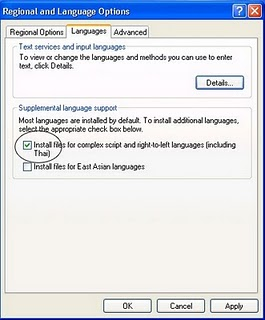 Regional and Language Options
Regional Options
Languages
Advanced
Text services and input languages
To view or change the languages and methods you can use to enter
text, click Details.
Details...
Supplemental language support
Most languages are installed by default. To install additional languages,
select the appropriate check box below.
Install files for complex script and right-to-left languages (including
Thai)
Install files for East Asian languages
OK
Cancel
Apply